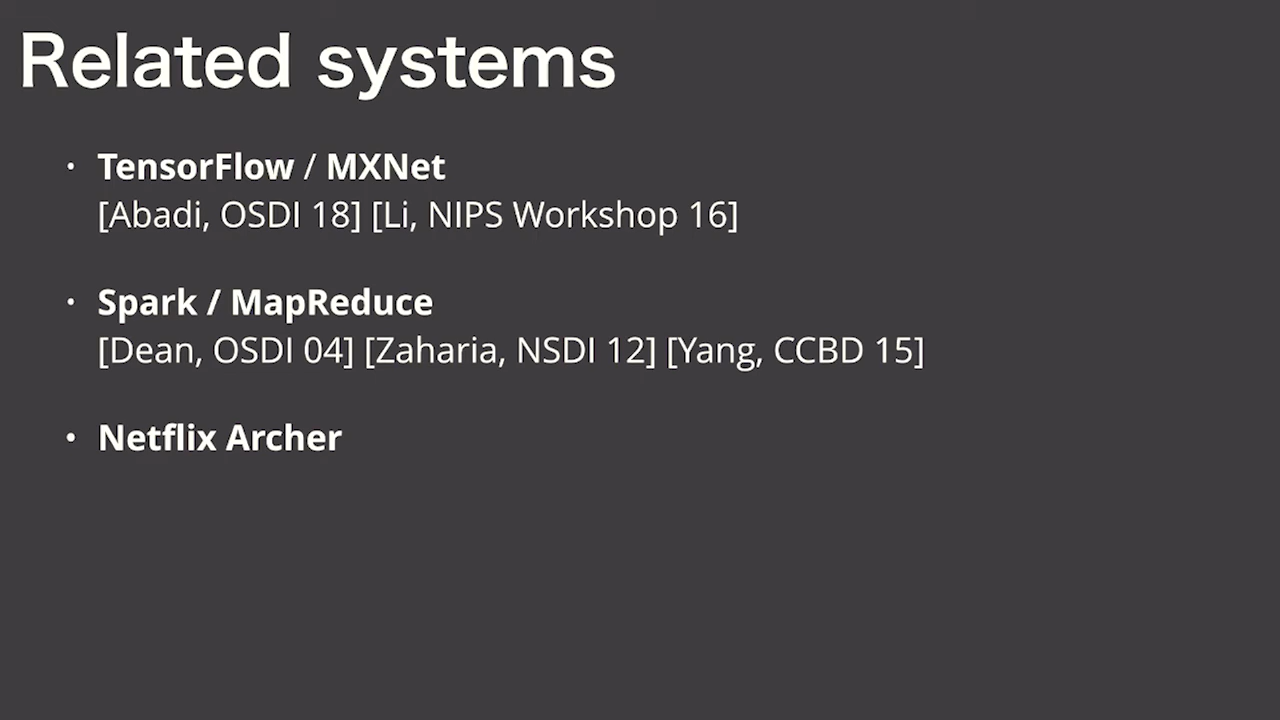 Related systems
• TensorFlow / MXNet
[Abadi, OSDI 18] [Li, NIPS Workshop 16]
• Spark / MapReduce
[Dean, OSDI 04] [Zaharia, NSDI 12] [Yang, CCBD 15]
• Netflix Archer